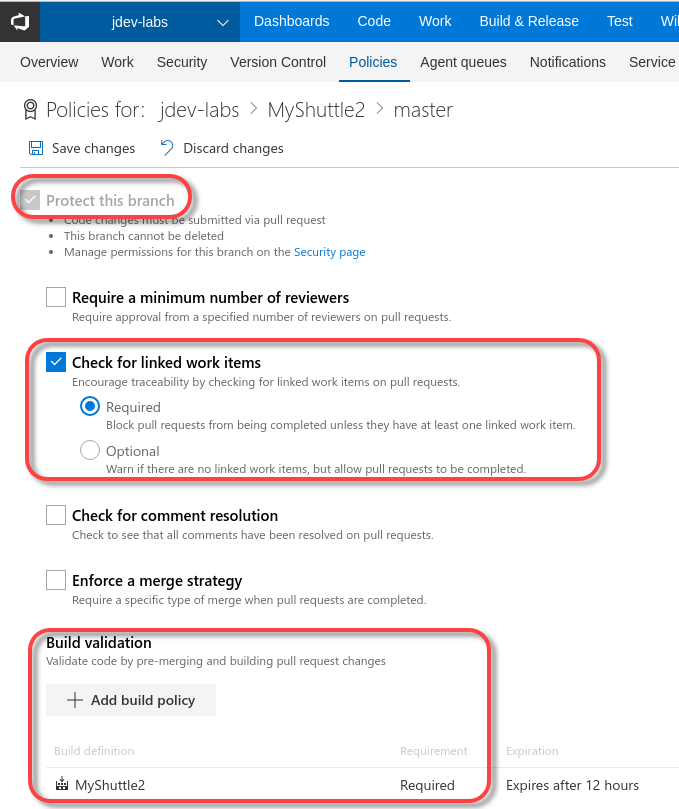 jdev-labs Dashboards Code Work Build & Release Test Wi
Overview Work Security Version Control Policies Agent queues Notifications Service
Policies for: jdev-labs > MyShuttle2 > master
Save changes Discard changes
Protect this branch
• Code changes must be submitted via pull request
• This branch cannot be deleted
• Manage permissions for this branch on the Security page
Require a minimum number of reviewers
Require approval from a specified number of reviewers on pull requests.
Check for linked work items
Encourage traceability by checking for linked work items on pull requests.
Required
Block pull requests from being completed unless they have at least one linked work item.
Optional
Warn if there are no linked work items, but allow pull requests to be completed.
Check for comment resolution
Check to see that all comments have been resolved on pull requests.
Enforce a merge strategy
Require a specific type of merge when pull requests are completed.
Build validation
Validate code by pre-merging and building pull request changes
Add build policy
Build definition Requirement Expiration
MyShuttle2 Required Expires after 12 hours